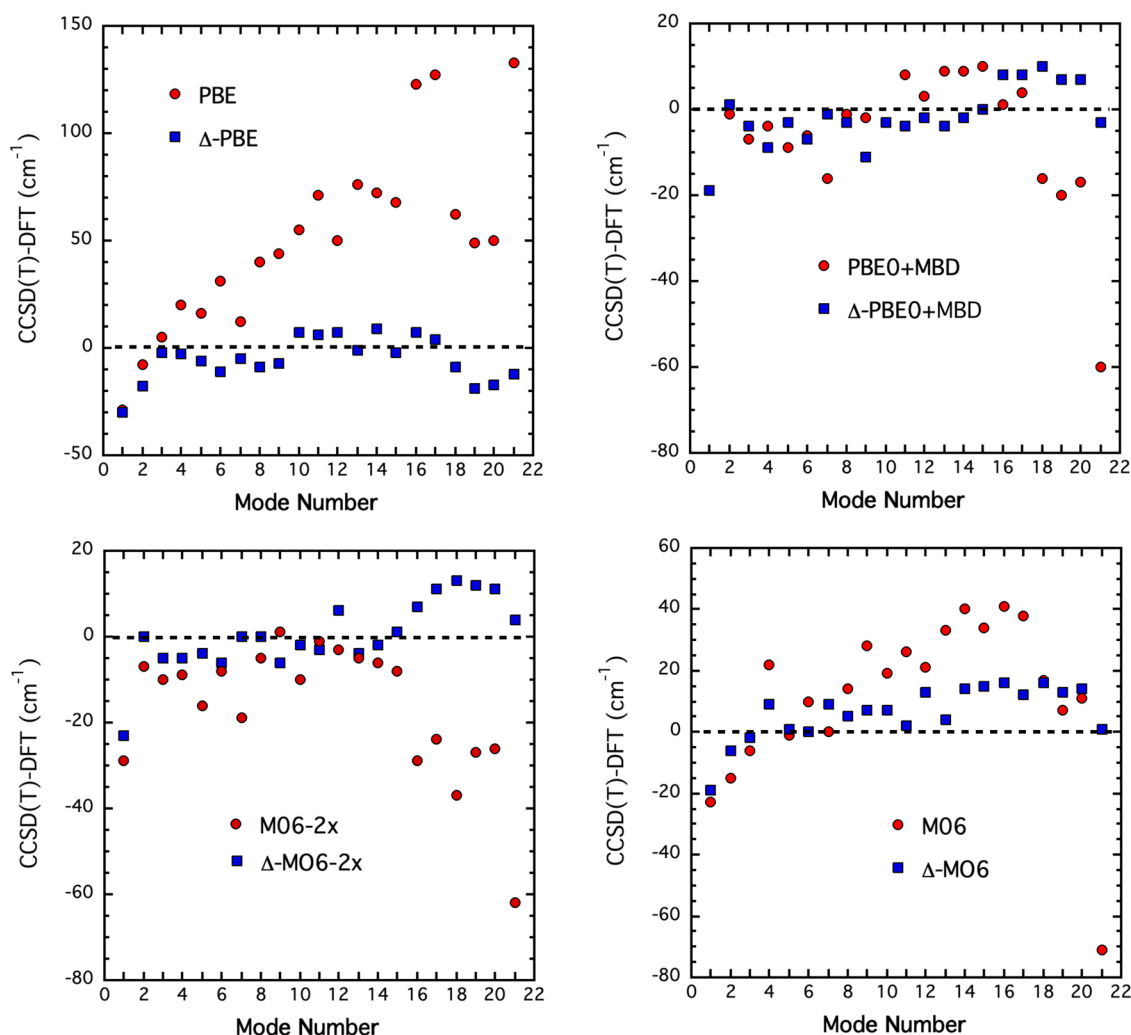 150
100
50
0
-50
CCSD(T)-DFT (cm⁻¹)
PBE
Δ-PBE
0 2 4 6 8 10 12 14 16 18 20 22
Mode Number
20
0
-20
-40
-60
-80
CCSD(T)-DFT (cm⁻¹)
PBE0+MBD
Δ-PBE0+MBD
0 2 4 6 8 10 12 14 16 18 20 22
Mode Number
20
0
-20
-40
-60
-80
CCSD(T)-DFT (cm⁻¹)
M06-2x
Δ-MO6-2x
0 2 4 6 8 10 12 14 16 18 20 22
Mode Number
60
40
20
0
-20
-40
-60
-80
CCSD(T)-DFT (cm⁻¹)
M06
Δ-MO6
0 2 4 6 8 10 12 14 16 18 20 22
Mode Number